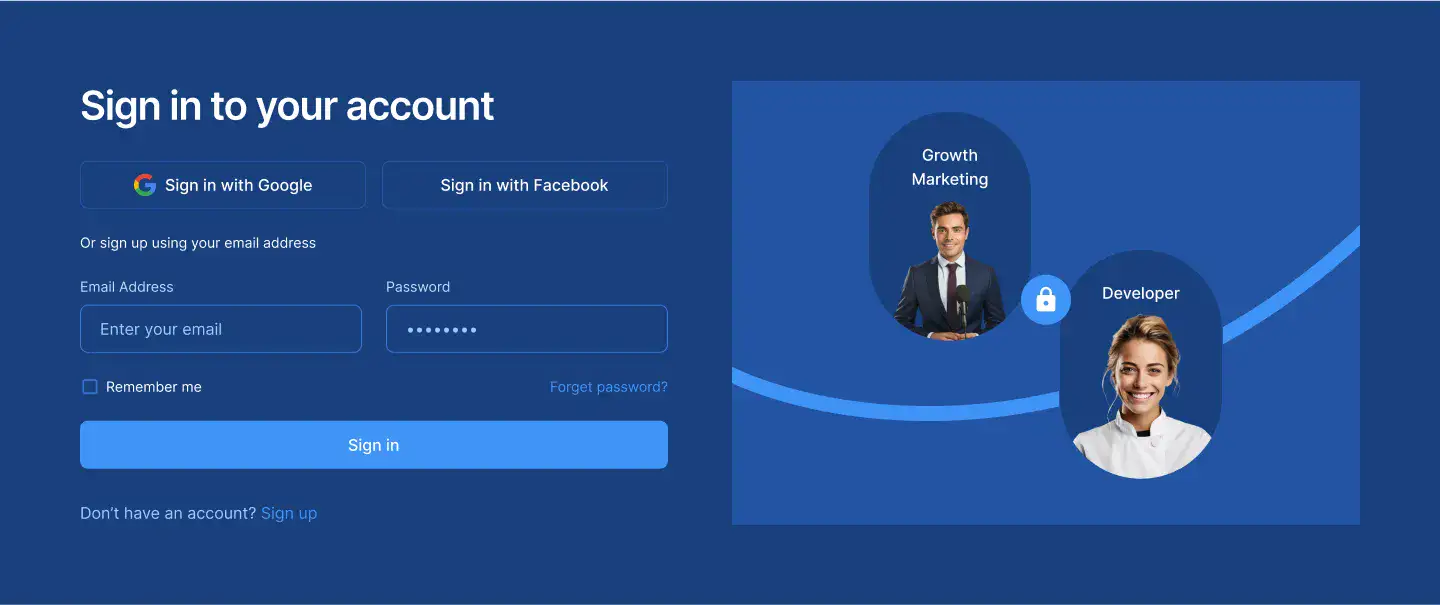 Sign in to your account
Sign in with Google
Sign in with Facebook
Or sign up using your email address
Email Address
Password
Enter your email
••••••••
Remember me
Forget password?
Sign in
Don’t have an account? Sign up
Growth
Marketing
Developer